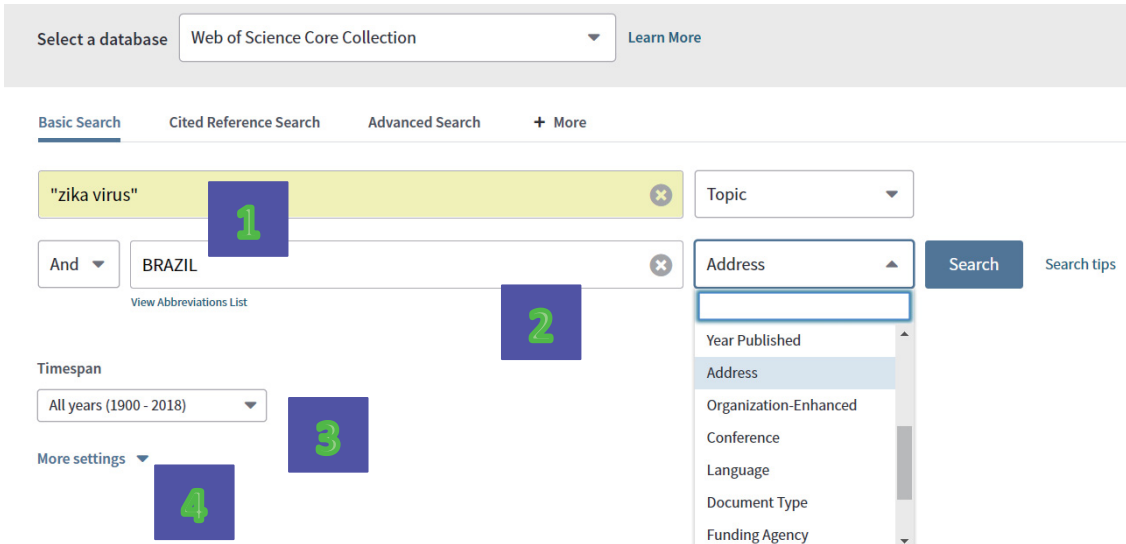 Select a database Web of Science Core Collection Learn More
Basic Search Cited Reference Search Advanced Search + More
"zika virus" Topic
1
And BRAZIL Address Search Search tips
View Abbreviations List
2
Year Published
Address
Organization-Enhanced
Conference
Language
Document Type
Funding Agency
Timespan
All years (1900 - 2018)
3
More settings
4